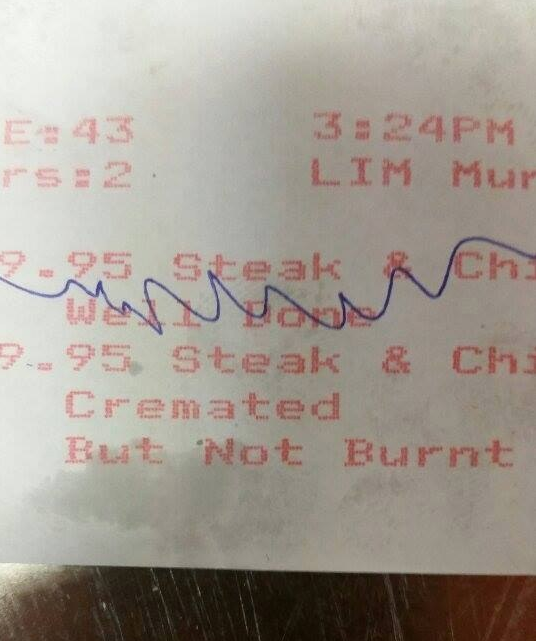 E:43 3:24PM
rs:2 LIM Mur
9.95 Steak & Chi
Well Done
9.95 Steak & Chi
Cremated
But Not Burnt